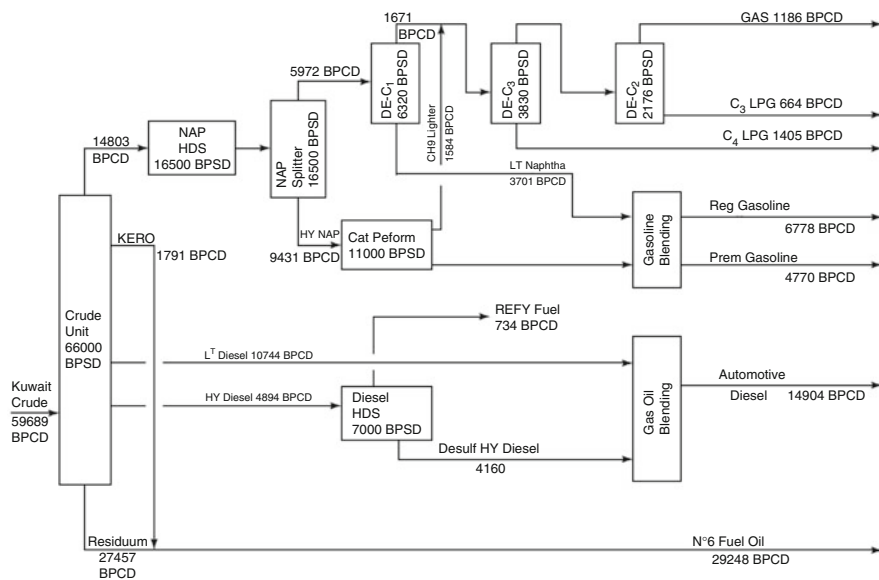 1671
BPCD
GAS 1186 BPCD
5972 BPCD
DE-C₁
6320 BPSD
CH9 Lighter
1584 BPCD
DE-C₃
3830 BPSD
DE-C₂
2176 BPSD
C₃ LPG 664 BPCD
C₄ LPG 1405 BPCD
14803
BPCD
NAP
HDS
16500 BPSD
NAP
Splitter
16500 BPSD
LT Naphtha
3701 BPCD
HY NAP
9431 BPCD
Cat Peform
11000 BPSD
Gasoline
Blending
Reg Gasoline
6778 BPCD
Prem Gasoline
4770 BPCD
KERO
1791 BPCD
Crude
Unit
66000
BPSD
REFY Fuel
734 BPCD
Lᵀ Diesel 10744 BPCD
Kuwait
Crude
59689
BPCD
HY Diesel 4894 BPCD
Diesel
HDS
7000 BPSD
Gas Oil
Blending
Automotive
Diesel 14904 BPCD
Desulf HY Diesel
4160
Residuum
27457
BPCD
N°6 Fuel Oil
29248 BPCD